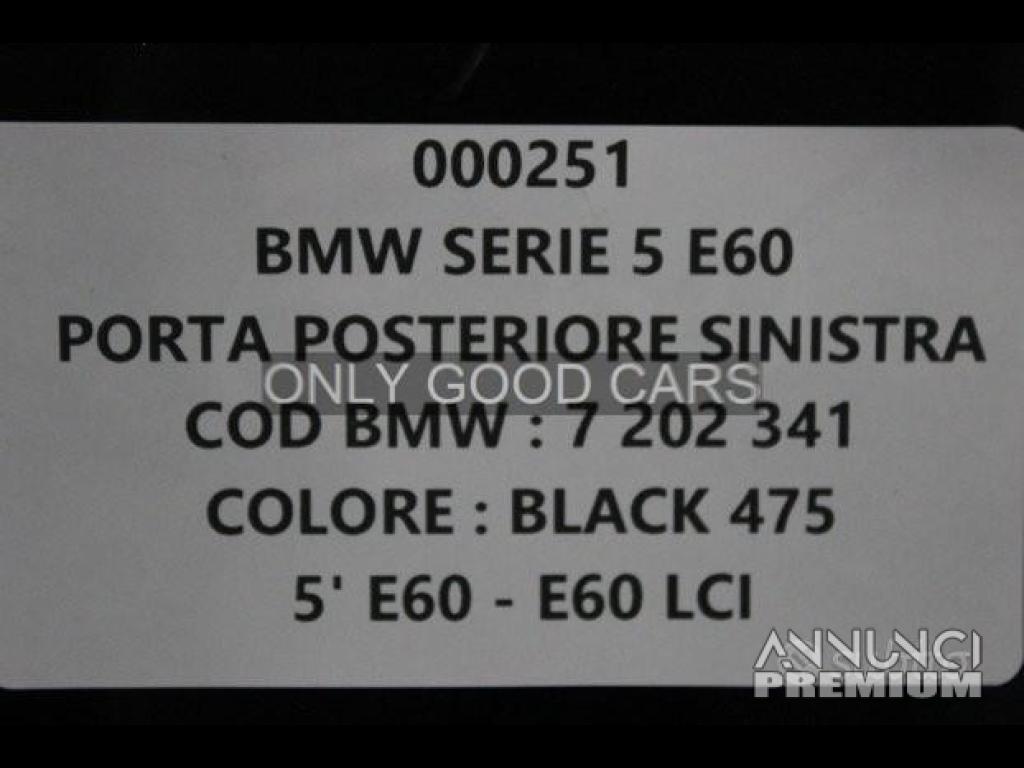 000251
BMW SERIE 5 E60
PORTA POSTERIORE SINISTRA
ONLY GOOD CARS
COD BMW : 7 202 341
COLORE : BLACK 475
5' E60 - E60 LCI
ANNUNCI
PREMIUM